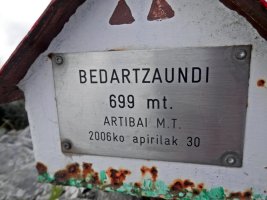 BEDARTZAUNDI
699 mt.
ARTIBAI M.T.
2006ko apirilak 30